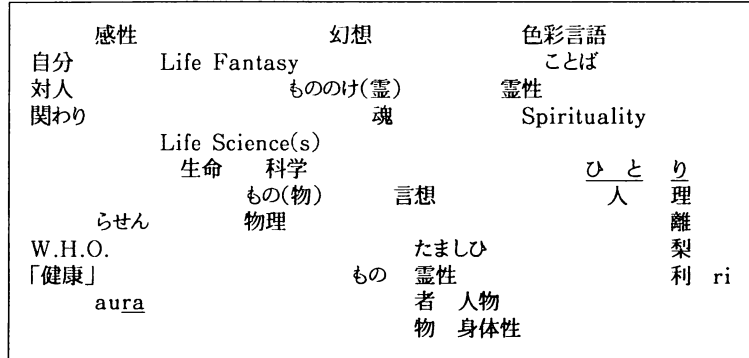 感性 幻想 色彩言語
自分 Life Fantasy ことば
対人 もののけ(霊) 霊性
関わり 魂 Spirituality
Life Science(s)
生命 科学 ひと り
もの(物) 言想 人 理
らせん 物理 離
W.H.O. たましひ 梨
「健康」 もの 霊性 利 ri
aura 者 人物
物 身体性